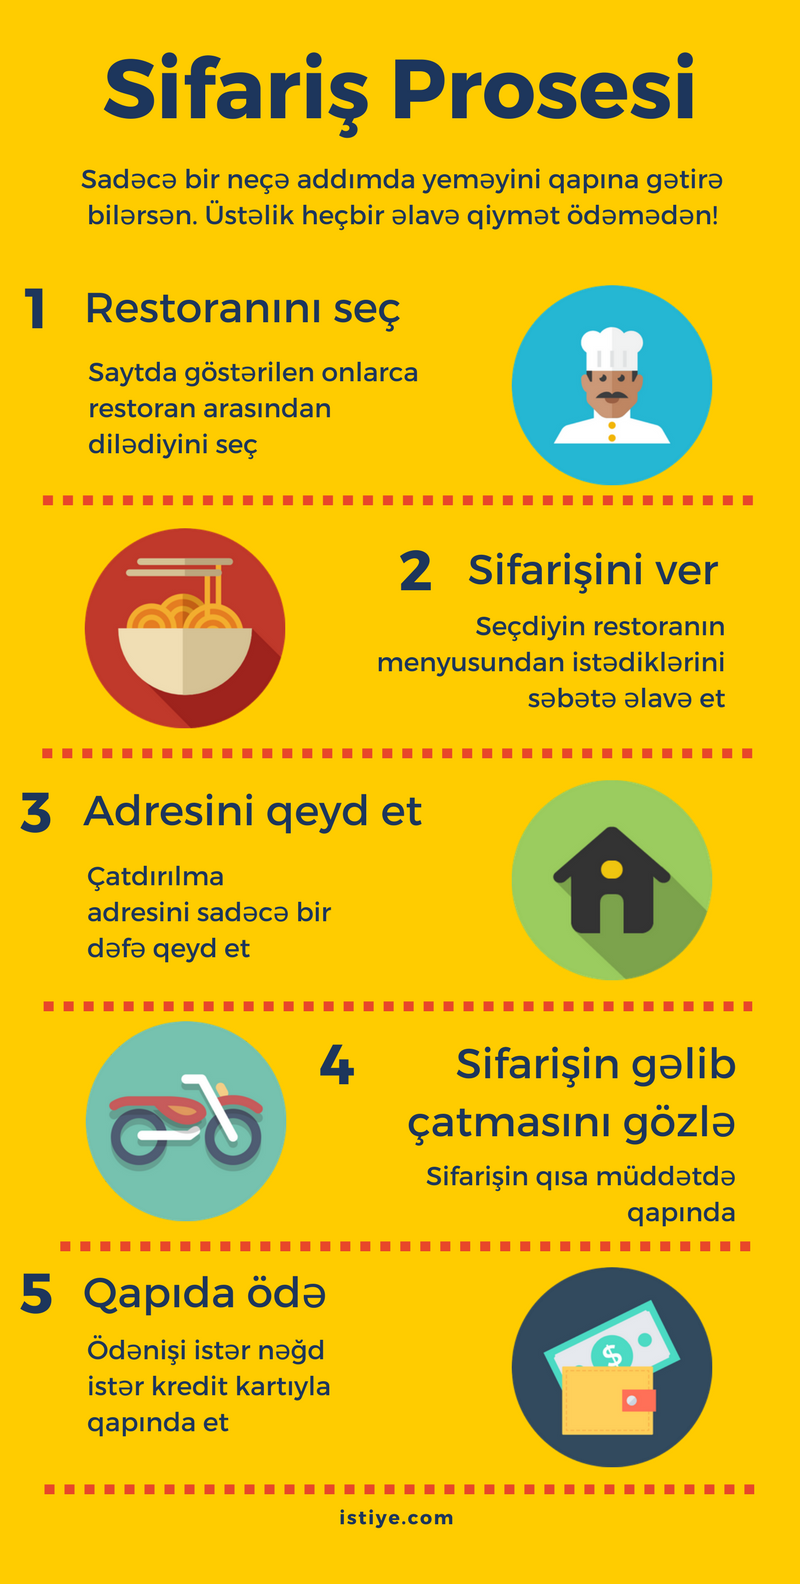 Sifariş Prosesi
Sadəcə bir neçə addımda yeməyini qapına gətirə
bilərsən. Üstəlik heçbir əlavə qiymət ödəmədən!
1 Restoranını seç
Saytda göstərilen onlarca
restoran arasından
dilədiyini seç
2 Sifarişini ver
Seçdiyin restoranın
menyusundan istədiklərini
səbətə əlavə et
3 Adresini qeyd et
Çatdırılma
adresini sadəcə bir
dəfə qeyd et
4 Sifarişin gəlib
çatmasını gözlə
Sifarişin qısa müddətdə
qapında
5 Qapıda ödə
Ödənişi istər nəğd
istər kredit kartıyla
qapında et
$
istiye.com